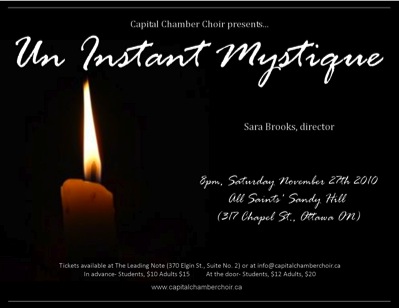 Capital Chamber Choir presents...
Un Instant Mystique
Sara Brooks, director
8pm, Saturday November 27th 2010
All Saints' Sandy Hill
(317 Chapel St., Ottawa ON)
Tickets available at The Leading Note (370 Elgin St., Suite No. 2) or at info@capitalchamberchoir.ca
In advance- Students, $10 Adults $15 At the door- Students, $12 Adults, $20
www.capitalchamberchoir.ca